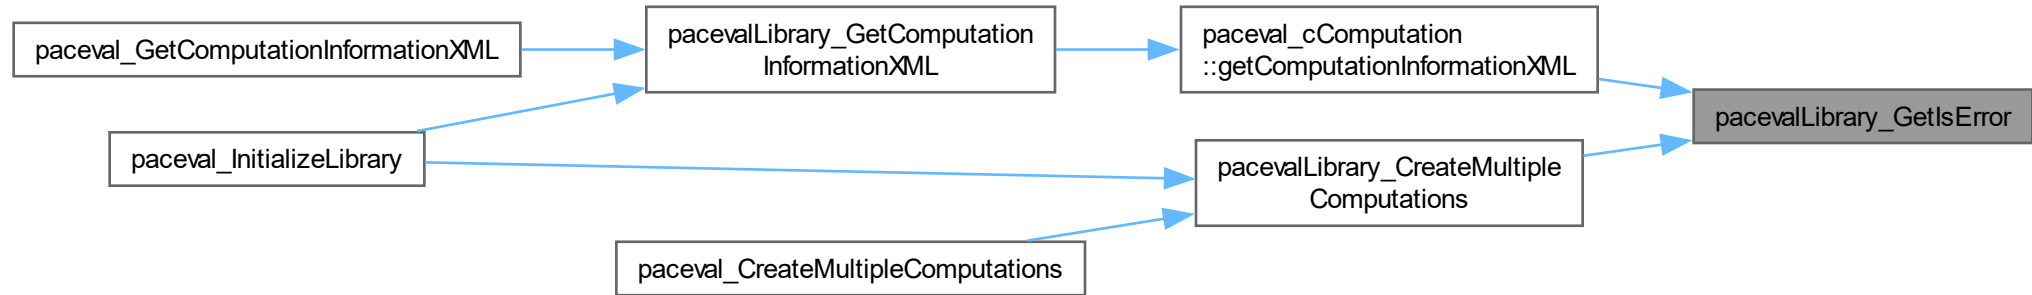 paceval_GetComputationInformationXML
pacevalLibrary_GetComputation
InformationXML
paceval_cComputation
::getComputationInformationXML
pacevalLibrary_GetIsError
paceval_InitializeLibrary
pacevalLibrary_CreateMultiple
Computations
paceval_CreateMultipleComputations